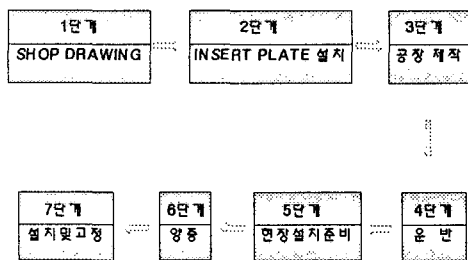 1단계
SHOP DRAWING
2단계
INSERT PLATE 설치
3단계
공장 제작
4단계
운 반
5단계
현장설치준비
6단계
양중
7단계
설치및고정